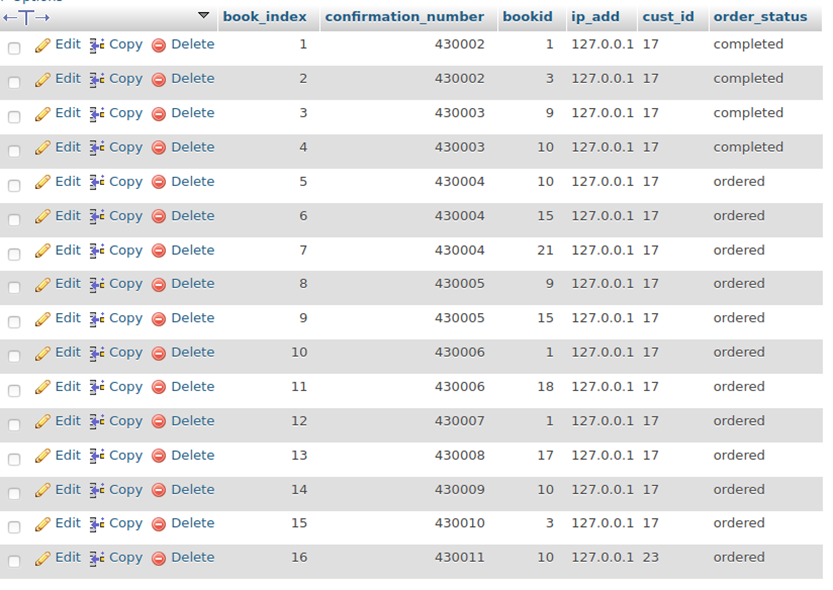 book_index confirmation_number bookid ip_add cust_id order_status
Edit Copy Delete 1 430002 1 127.0.0.1 17 completed
Edit Copy Delete 2 430002 3 127.0.0.1 17 completed
Edit Copy Delete 3 430003 9 127.0.0.1 17 completed
Edit Copy Delete 4 430003 10 127.0.0.1 17 completed
Edit Copy Delete 5 430004 10 127.0.0.1 17 ordered
Edit Copy Delete 6 430004 15 127.0.0.1 17 ordered
Edit Copy Delete 7 430004 21 127.0.0.1 17 ordered
Edit Copy Delete 8 430005 9 127.0.0.1 17 ordered
Edit Copy Delete 9 430005 15 127.0.0.1 17 ordered
Edit Copy Delete 10 430006 1 127.0.0.1 17 ordered
Edit Copy Delete 11 430006 18 127.0.0.1 17 ordered
Edit Copy Delete 12 430007 1 127.0.0.1 17 ordered
Edit Copy Delete 13 430008 17 127.0.0.1 17 ordered
Edit Copy Delete 14 430009 10 127.0.0.1 17 ordered
Edit Copy Delete 15 430010 3 127.0.0.1 17 ordered
Edit Copy Delete 16 430011 10 127.0.0.1 23 ordered